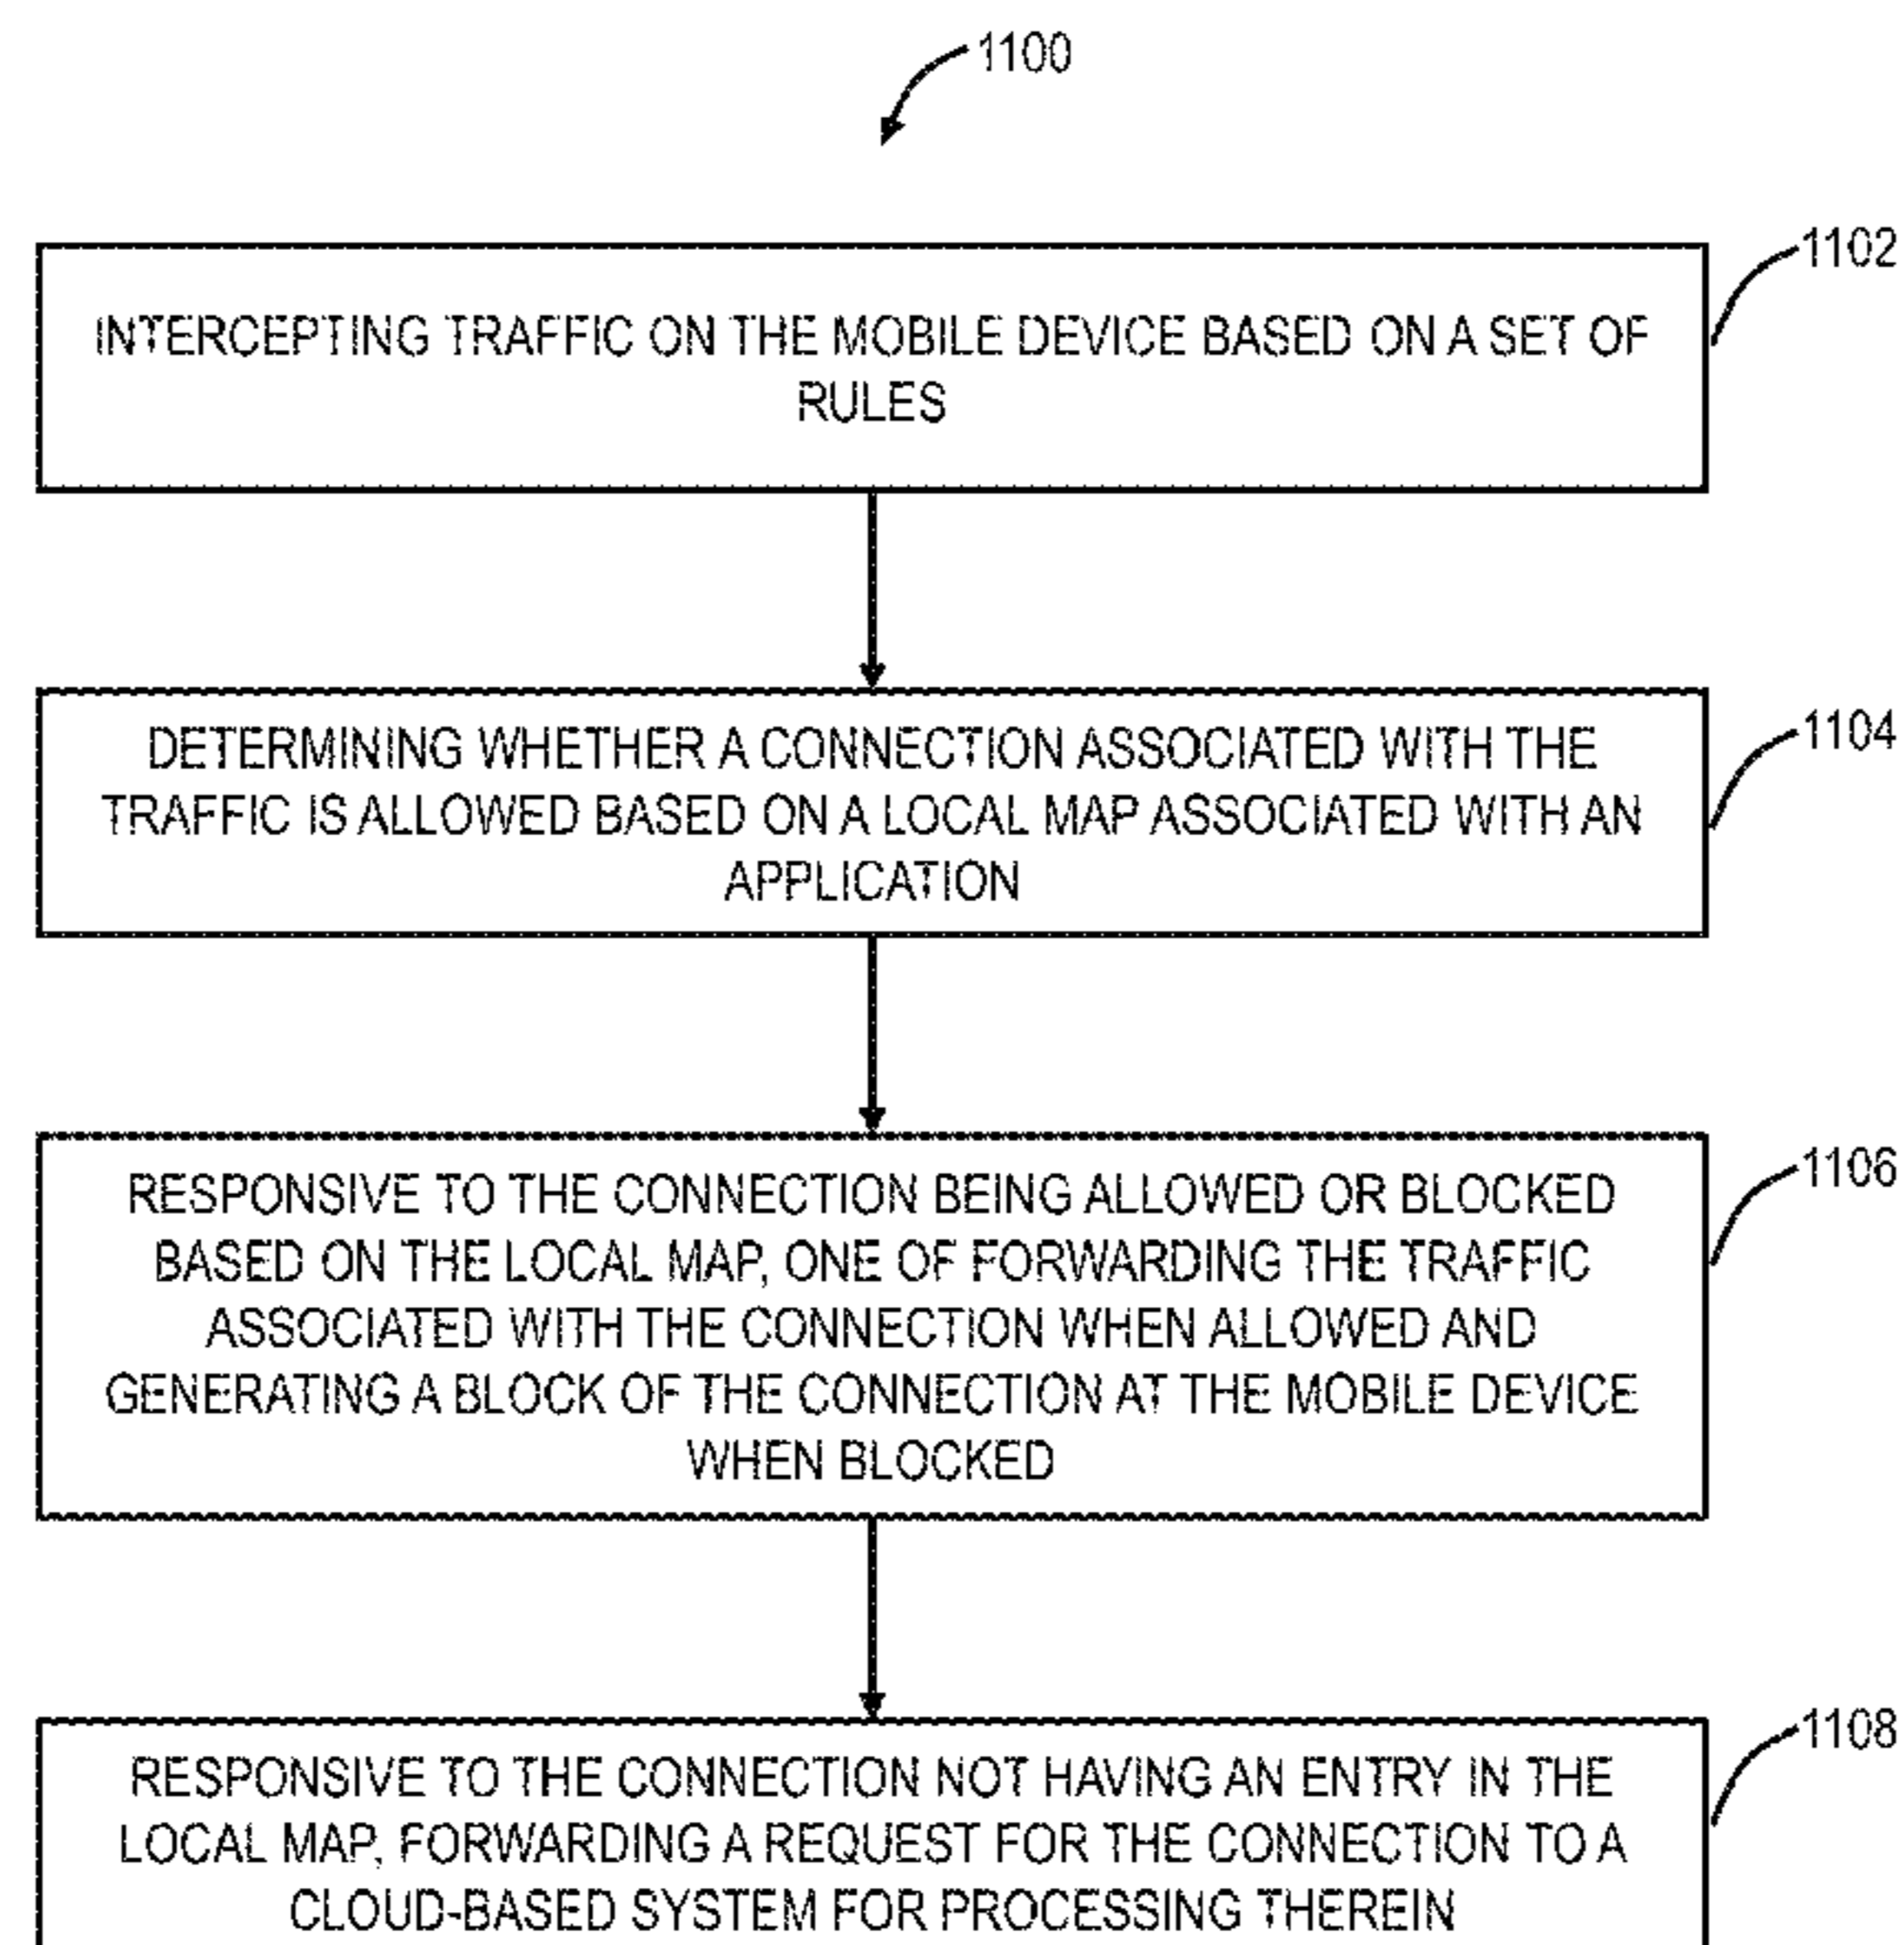 1100
1102
INTERCEPTING TRAFFIC ON THE MOBILE DEVICE BASED ON A SET OF
RULES
1104
DETERMINING WHETHER A CONNECTION ASSOCIATED WITH THE
TRAFFIC IS ALLOWED BASED ON A LOCAL MAP ASSOCIATED WITH AN
APPLICATION
1106
RESPONSIVE TO THE CONNECTION BEING ALLOWED OR BLOCKED
BASED ON THE LOCAL MAP, ONE OF FORWARDING THE TRAFFIC
ASSOCIATED WITH THE CONNECTION WHEN ALLOWED AND
GENERATING A BLOCK OF THE CONNECTION AT THE MOBILE DEVICE
WHEN BLOCKED
1108
RESPONSIVE TO THE CONNECTION NOT HAVING AN ENTRY IN THE
LOCAL MAP, FORWARDING A REQUEST FOR THE CONNECTION TO A
CLOUD-BASED SYSTEM FOR PROCESSING THEREIN